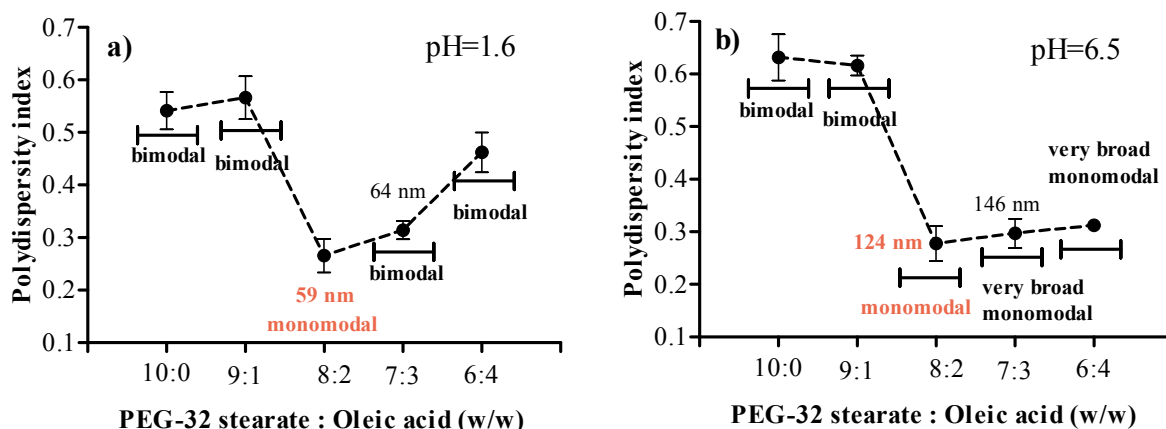 a)
pH=1.6
Polydispersity index
0.7
0.6
0.5
0.4
0.3
0.2
0.1
bimodal
bimodal
59 nm
monomodal
64 nm
bimodal
bimodal
10:0 9:1 8:2 7:3 6:4
PEG-32 stearate : Oleic acid (w/w)
b)
pH=6.5
Polydispersity index
0.7
0.6
0.5
0.4
0.3
0.2
0.1
bimodal
bimodal
124 nm
monomodal
146 nm
very broad
monomodal
very broad
monomodal
10:0 9:1 8:2 7:3 6:4
PEG-32 stearate : Oleic acid (w/w)